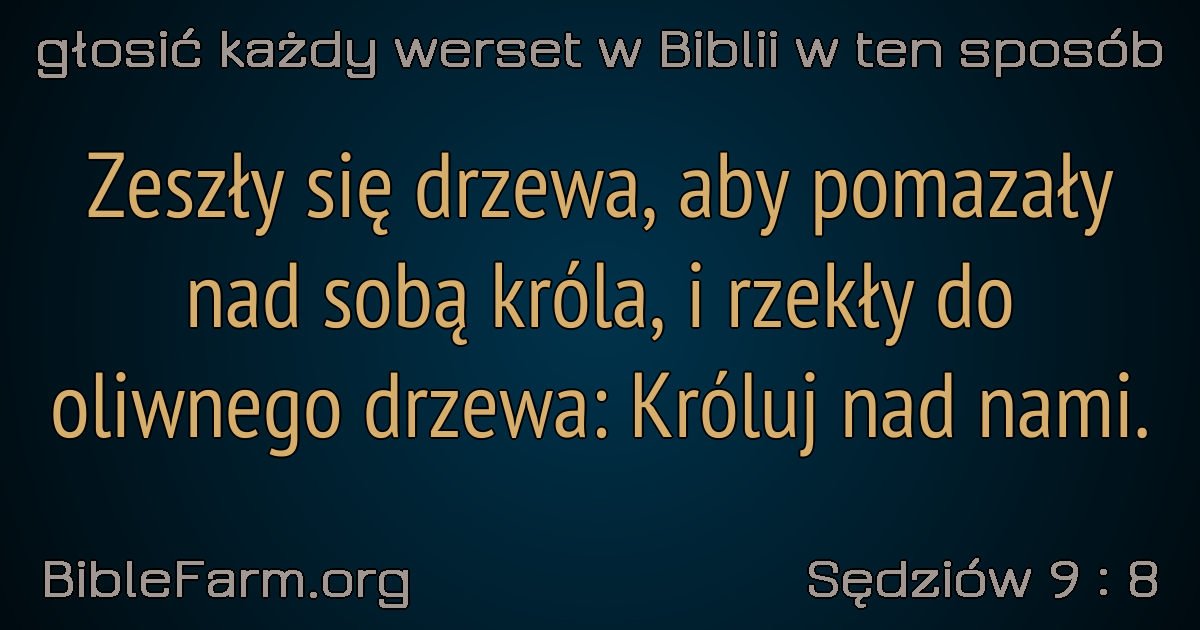 głosić każdy werset w Biblii w ten sposób
Zeszły się drzewa, aby pomazały
nad sobą króla, i rzekły do
oliwnego drzewa: Króluj nad nami.
BibleFarm.org
Sędziów 9 : 8